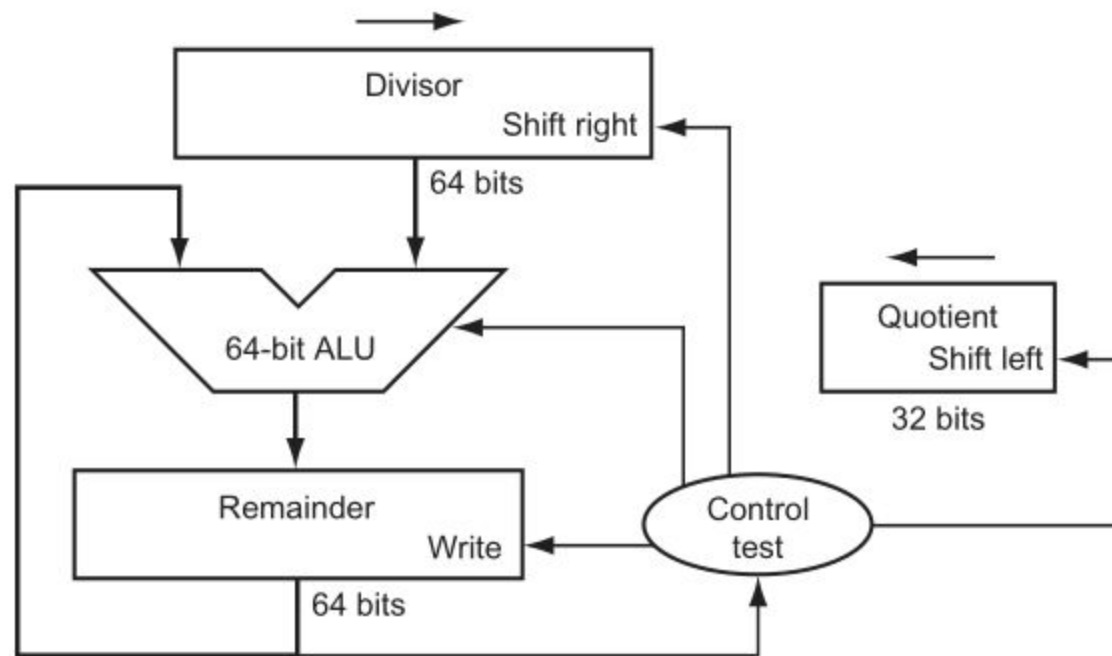 Divisor
Shift right
64 bits
64-bit ALU
Quotient
Shift left
32 bits
Remainder
Write
64 bits
Control
test